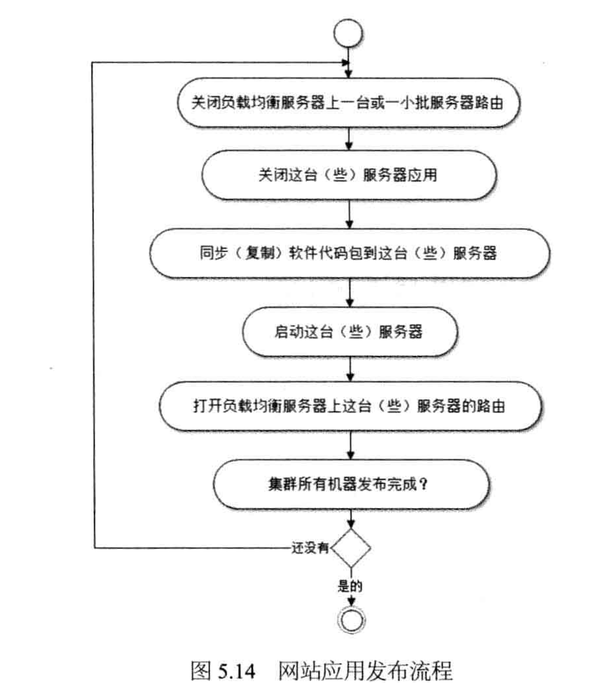 关闭负载均衡服务器上一台或一小批服务器路由
关闭这台（些）服务器应用
同步（复制）软件代码包到这台（些）服务器
启动这台（些）服务器
打开负载均衡服务器上这台（些）服务器的路由
集群所有机器发布完成？
还没有
是的
图 5.14 网站应用发布流程